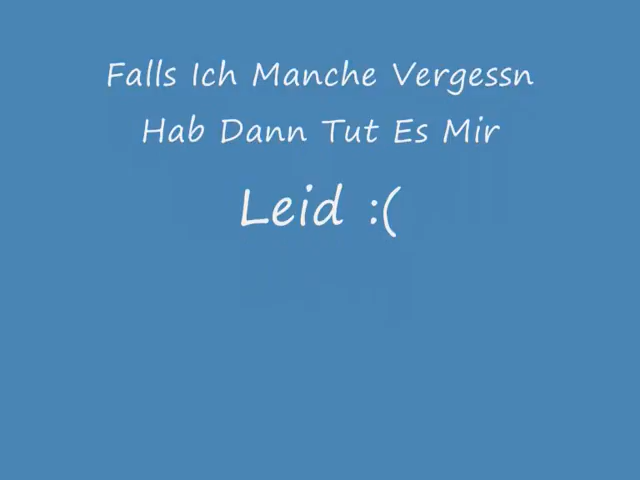 Falls Ich Manche Vergessn
Hab Dann Tut Es Mir
Leid :(